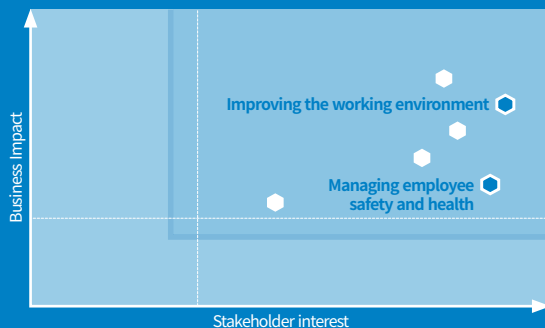 Business Impact
Improving the working environment
Managing employee
safety and health
Stakeholder interest